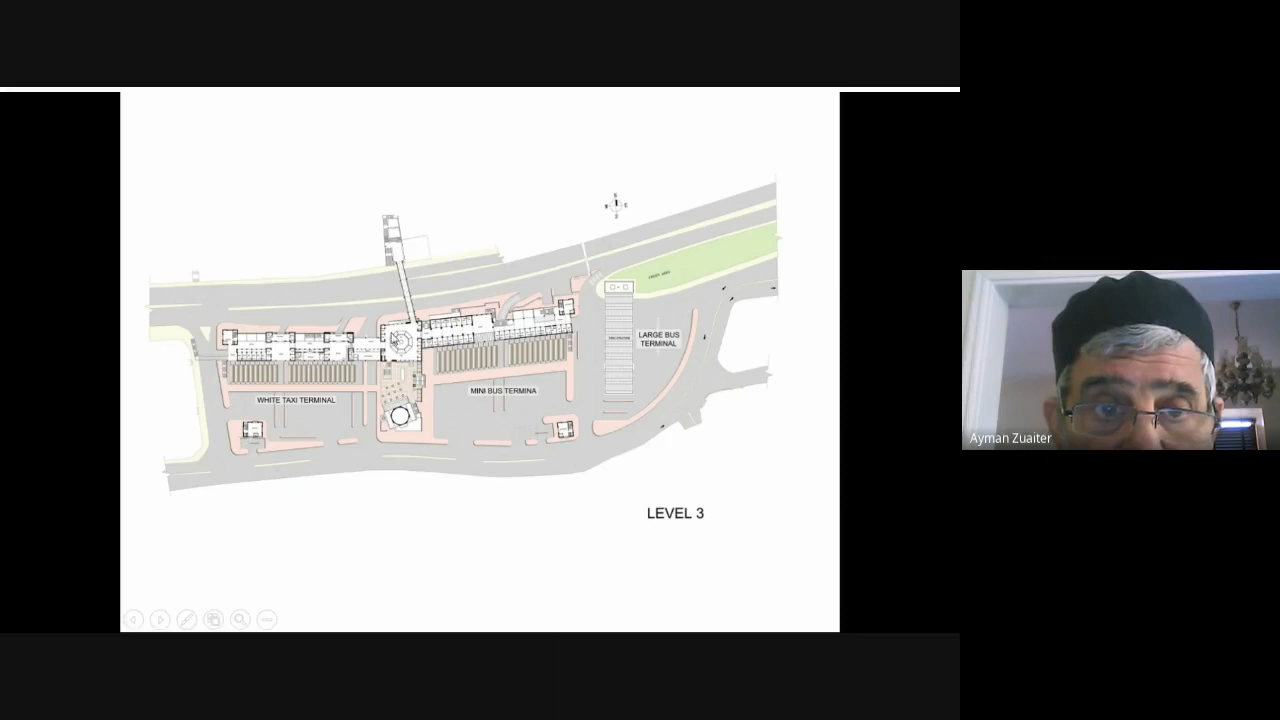 LARGE BUS
TERMINAL
MINI BUS TERMINA
WHITE TAXI TERMINAL
Ayman Zuaiter
LEVEL 3